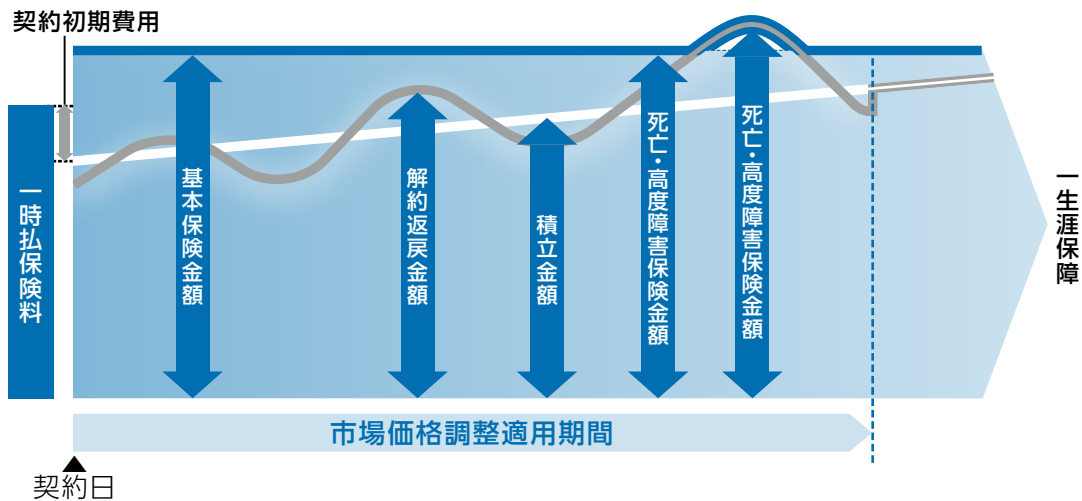 契約初期費用
一時払保険料
基本保険金額
解約返戻金額
積立金額
死亡・高度障害保険金額
死亡・高度障害保険金額
一生涯保障
市場価格調整適用期間
契約日